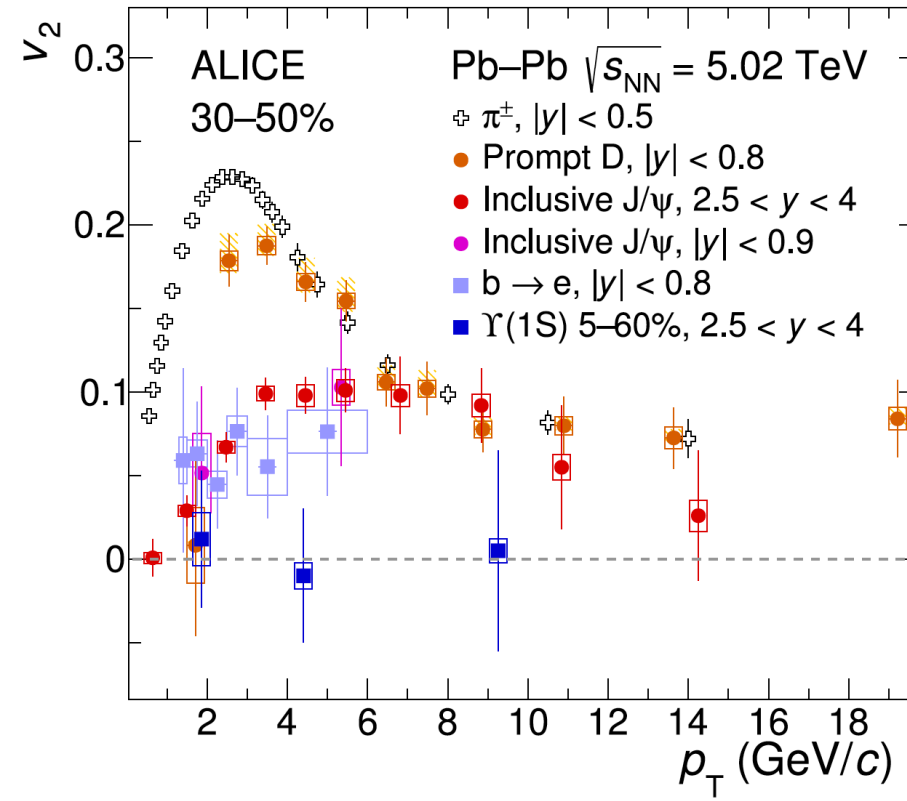 v₂
0.3
0.2
0.1
0
ALICE
30–50%
Pb–Pb √s_NN = 5.02 TeV
π±, |y| < 0.5
Prompt D, |y| < 0.8
Inclusive J/ψ, 2.5 < y < 4
Inclusive J/ψ, |y| < 0.9
b → e, |y| < 0.8
ϒ(1S) 5–60%, 2.5 < y < 4
2 4 6 8 10 12 14 16 18
p_T (GeV/c)